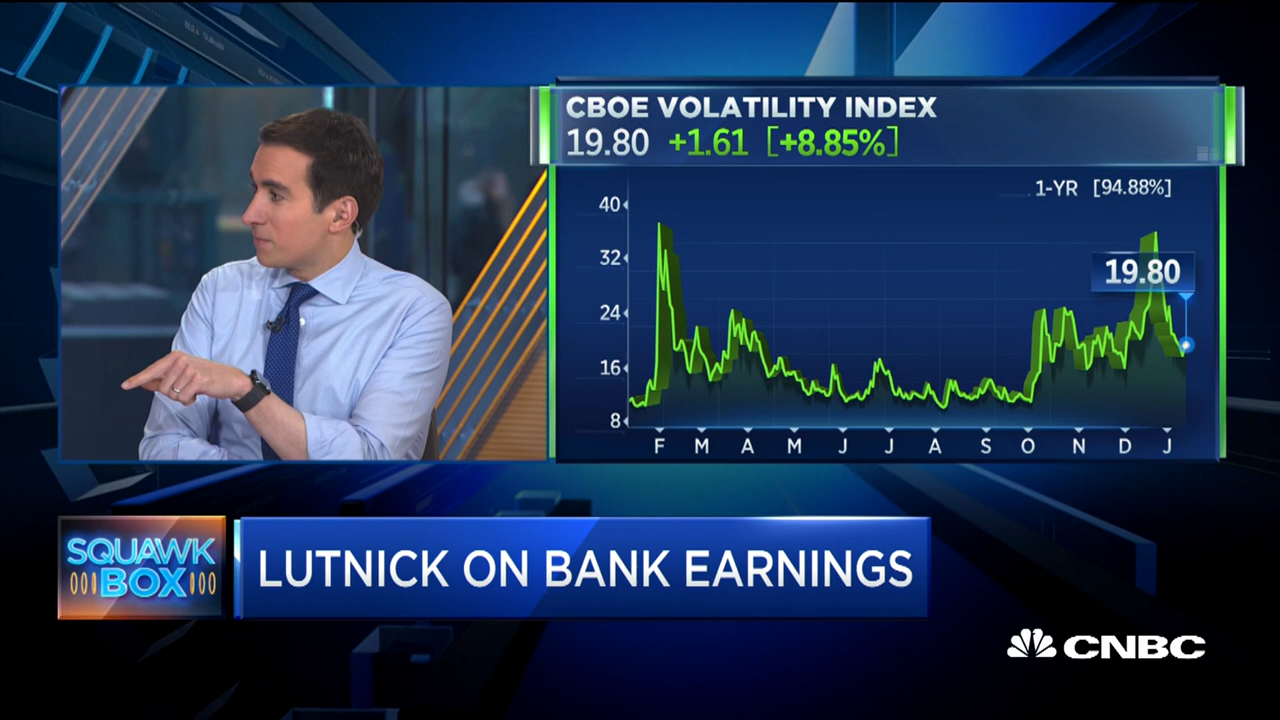 CBOE VOLATILITY INDEX
19.80 +1.61 [+8.85%]
1-YR [94.88%]
40
32
24
16
8
19.80
F M A M J J A S O N D J
SQUAWK
BOX
LUTNICK ON BANK EARNINGS
CNBC